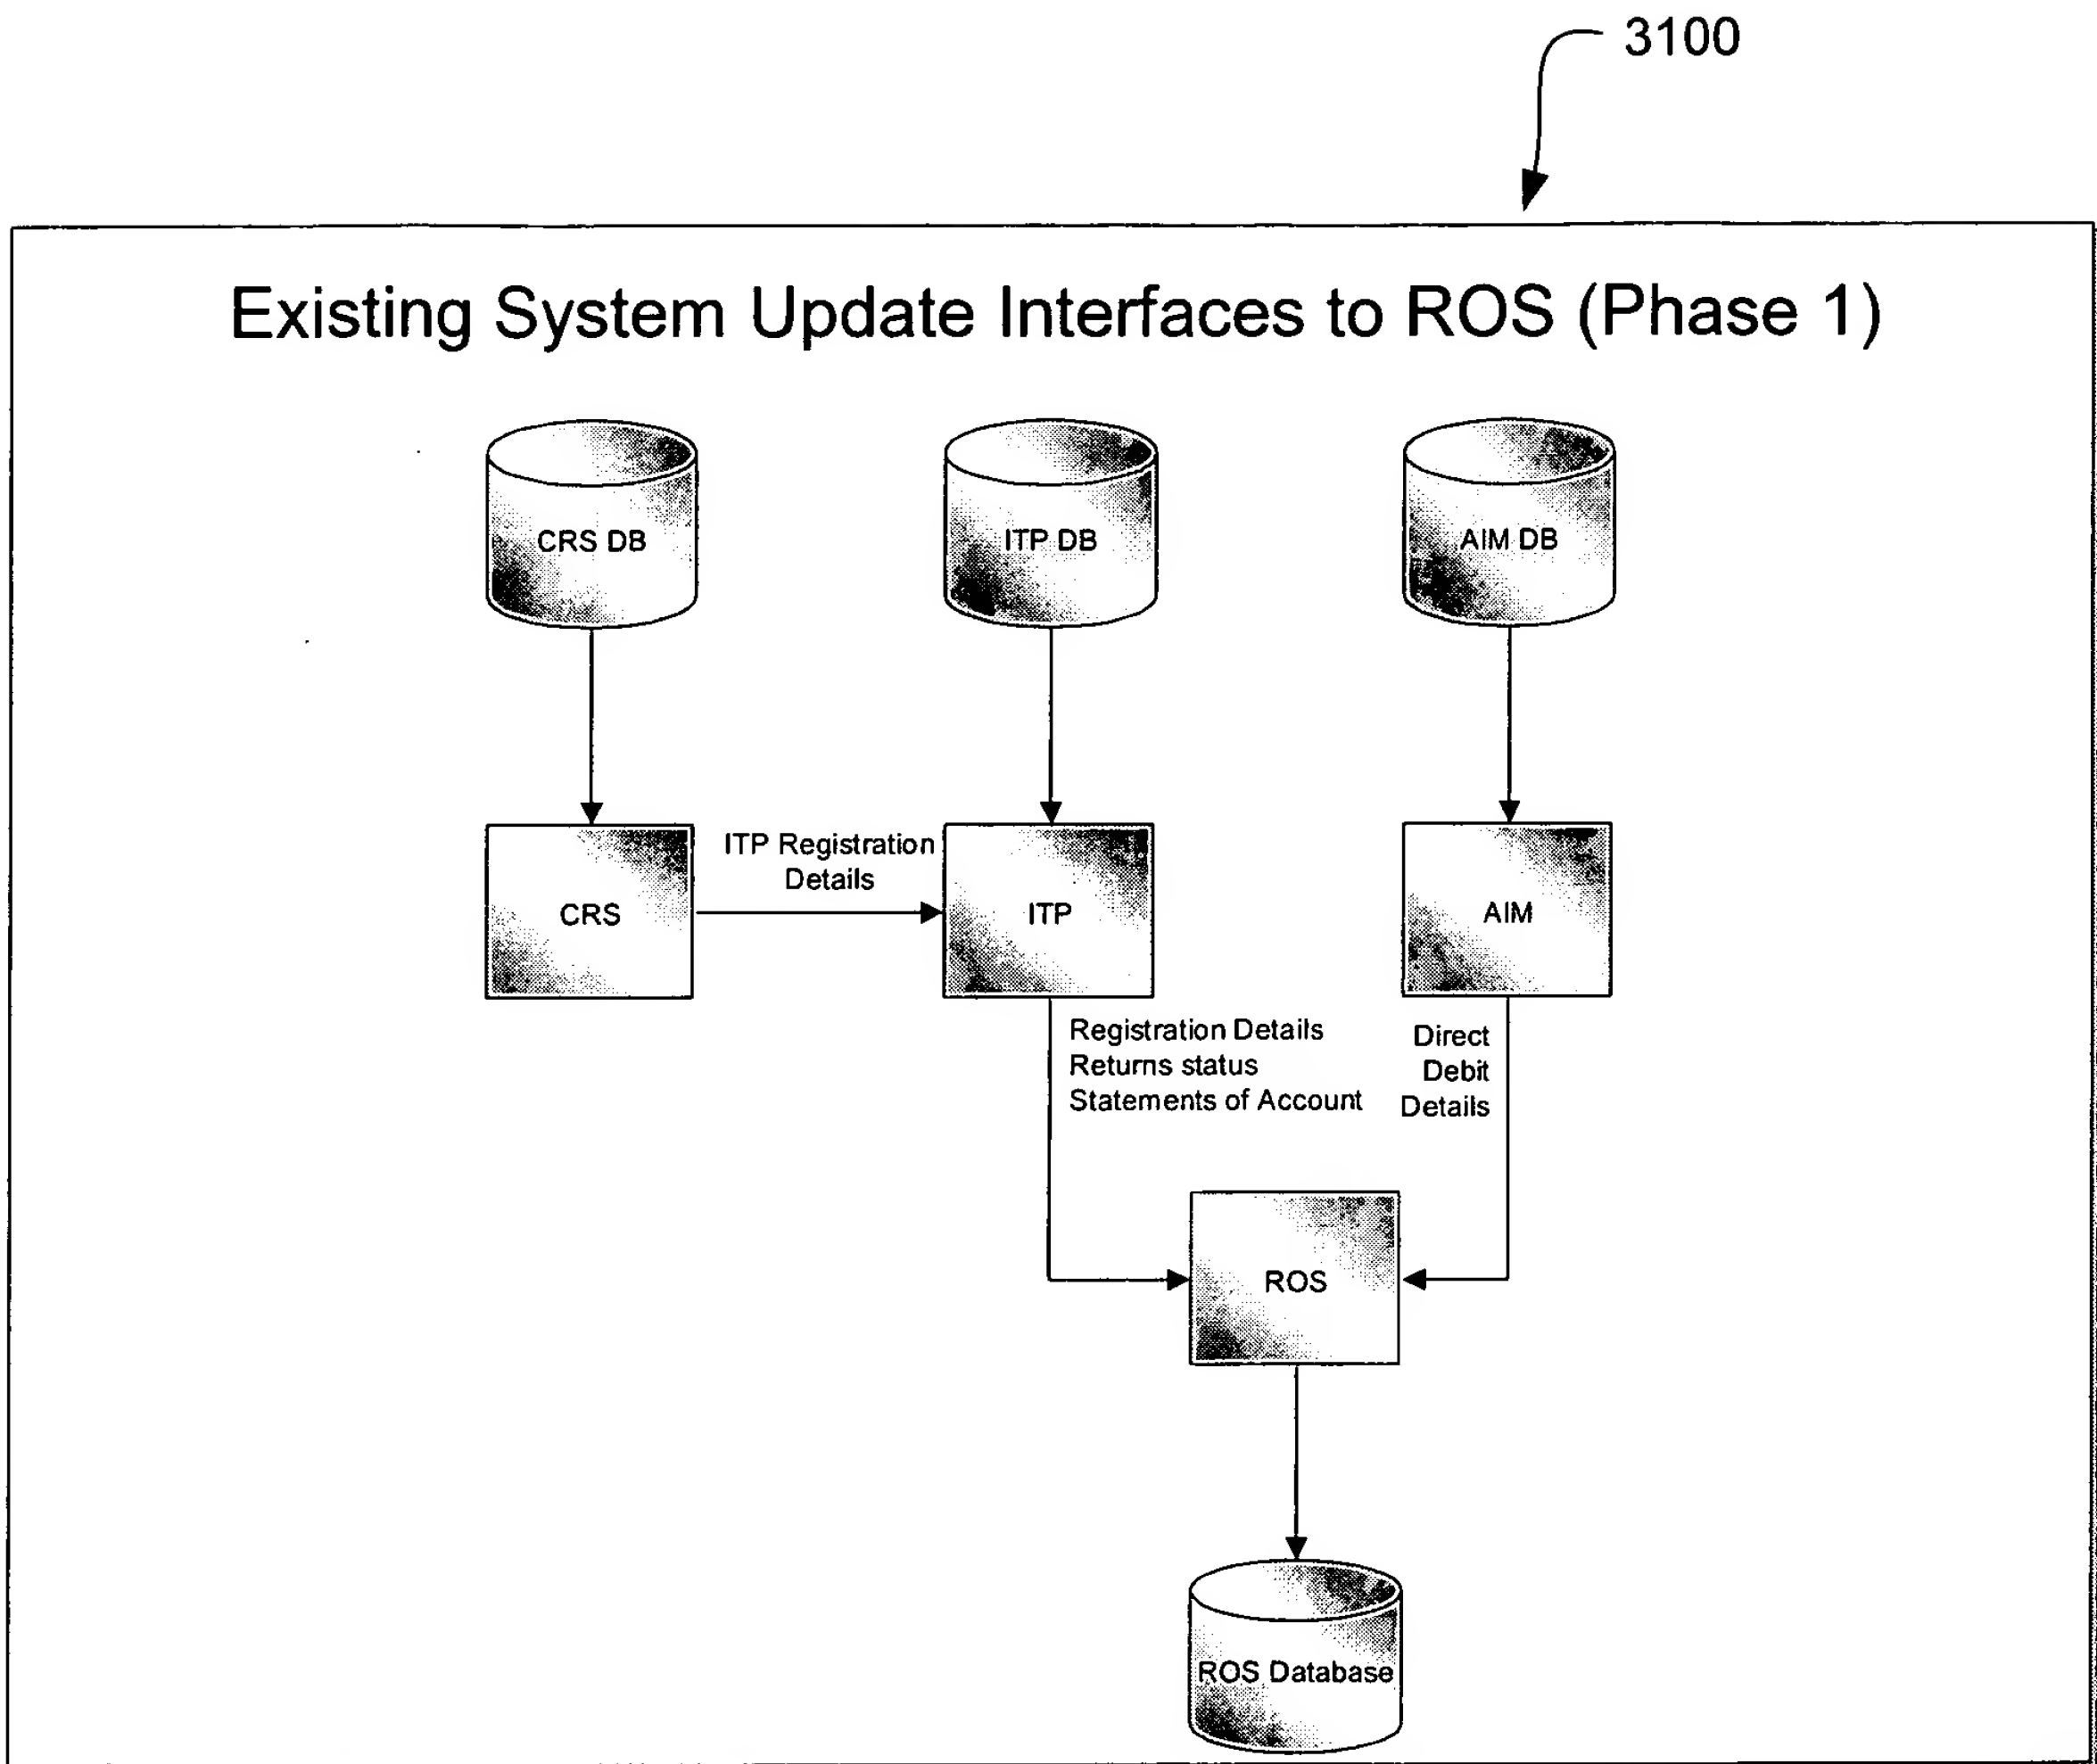 3100
Existing System Update Interfaces to ROS (Phase 1)
CRS DB
ITP DB
AIM DB
ITP Registration
Details
CRS
ITP
AIM
Registration Details
Returns status
Statements of Account
Direct
Debit
Details
ROS
ROS Database